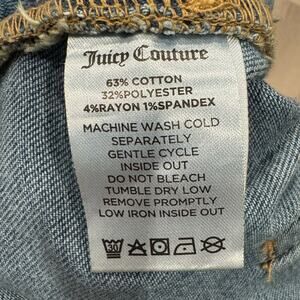 Juicy Couture
63% COTTON
32%POLYESTER
4%RAYON 1%SPANDEX
MACHINE WASH COLD
SEPARATELY
GENTLE CYCLE
INSIDE OUT
DO NOT BLEACH
TUMBLE DRY LOW
REMOVE PROMPTLY
LOW IRON INSIDE OUT
30